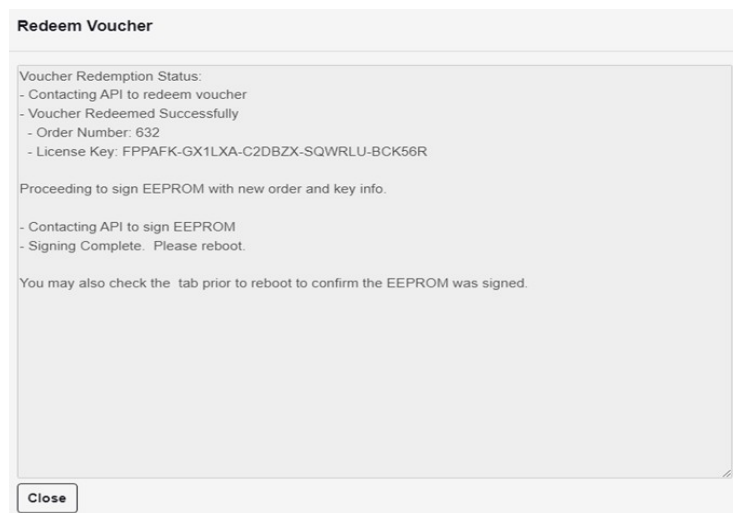 Redeem Voucher
Voucher Redemption Status:
- Contacting API to redeem voucher
- Voucher Redeemed Successfully
- Order Number: 632
- License Key: FPPAFK-GX1LXA-C2DBZX-SQWRLU-BCK56R
Proceeding to sign EEPROM with new order and key info.
- Contacting API to sign EEPROM
- Signing Complete.  Please reboot.
You may also check the  tab prior to reboot to confirm the EEPROM was signed.
Close